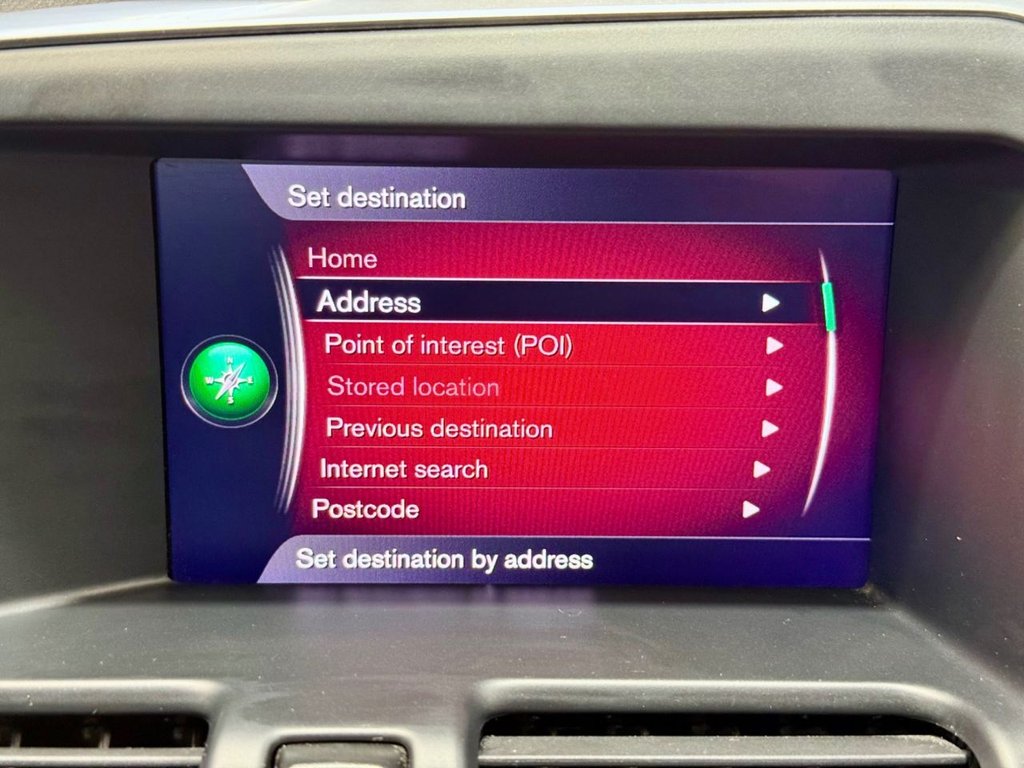 Set destination
Home
Address
Point of interest (POI)
Stored location
N
W E
S
Previous destination
Internet search
Postcode
Set destination by address